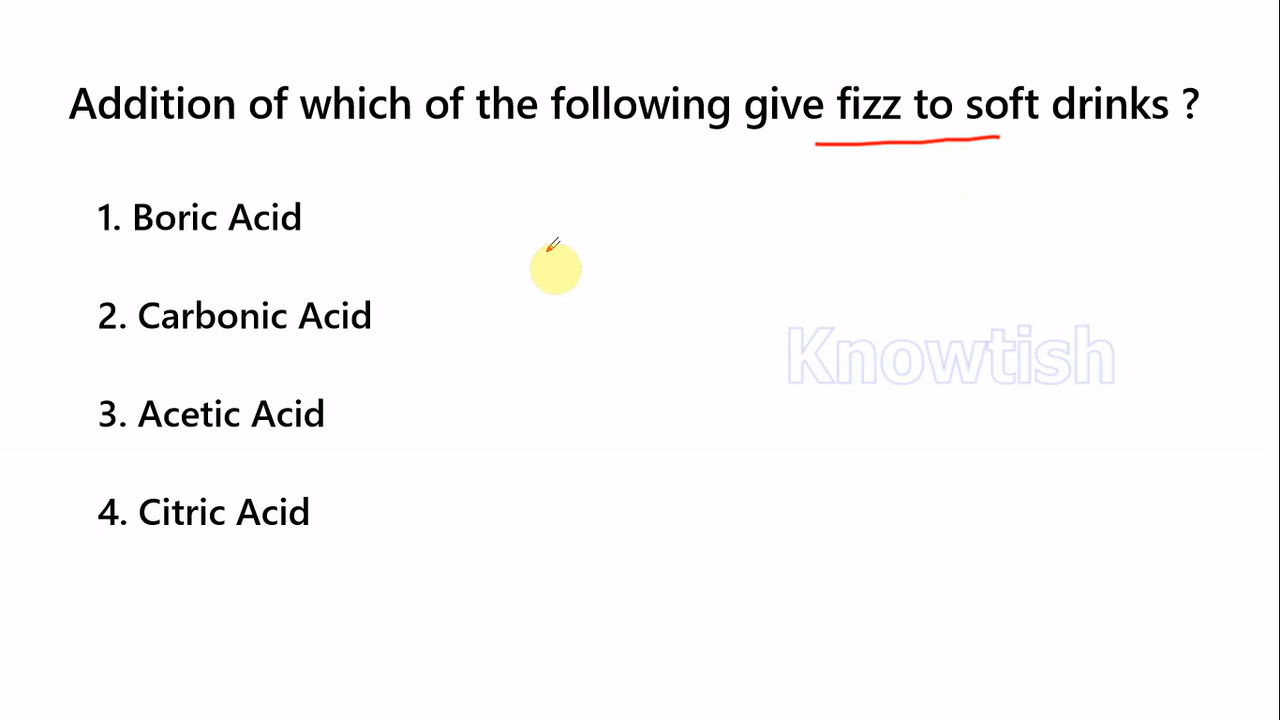 Addition of which of the following give fizz to soft drinks ?
1. Boric Acid
2. Carbonic Acid
Knowtish
3. Acetic Acid
4. Citric Acid